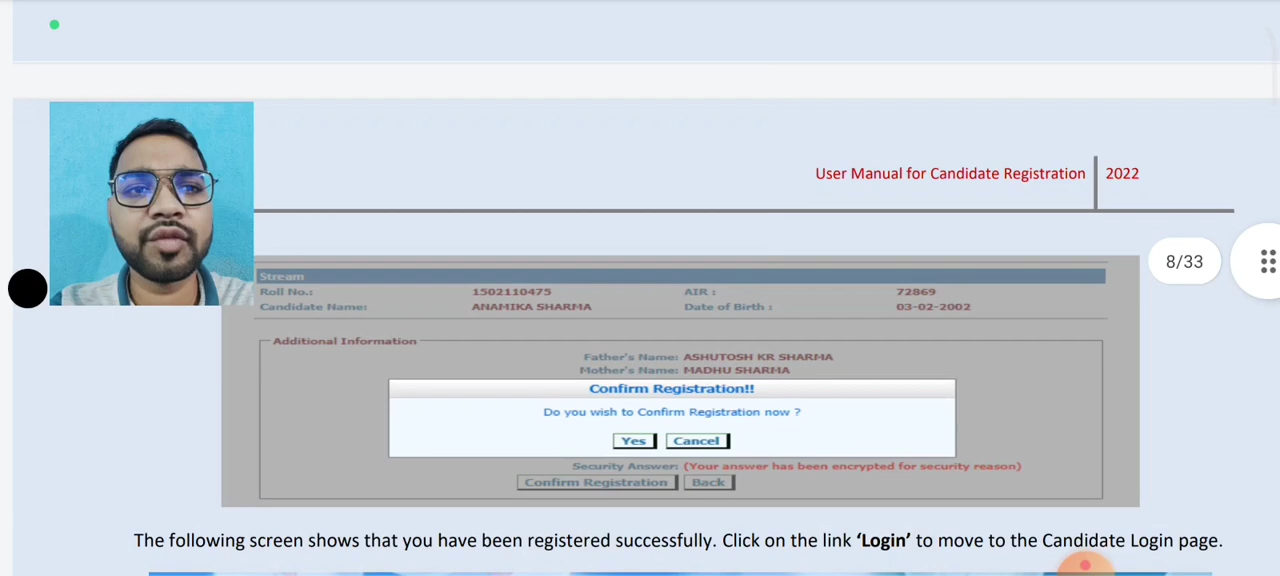 User Manual for Candidate Registration 2022
8/33
Stream
Roll No.: 1502110475 AIR : 72869
Candidate Name: ANAMIKA SHARMA Date of Birth : 03-02-2002
Additional Information
Father's Name: ASHUTOSH KR SHARMA
Mother's Name: MADHU SHARMA
Confirm Registration!!
Do you wish to Confirm Registration now ?
Yes Cancel
Security Answer: (Your answer has been encrypted for security reason)
Confirm Registration Back
The following screen shows that you have been registered successfully. Click on the link ‘Login’ to move to the Candidate Login page.